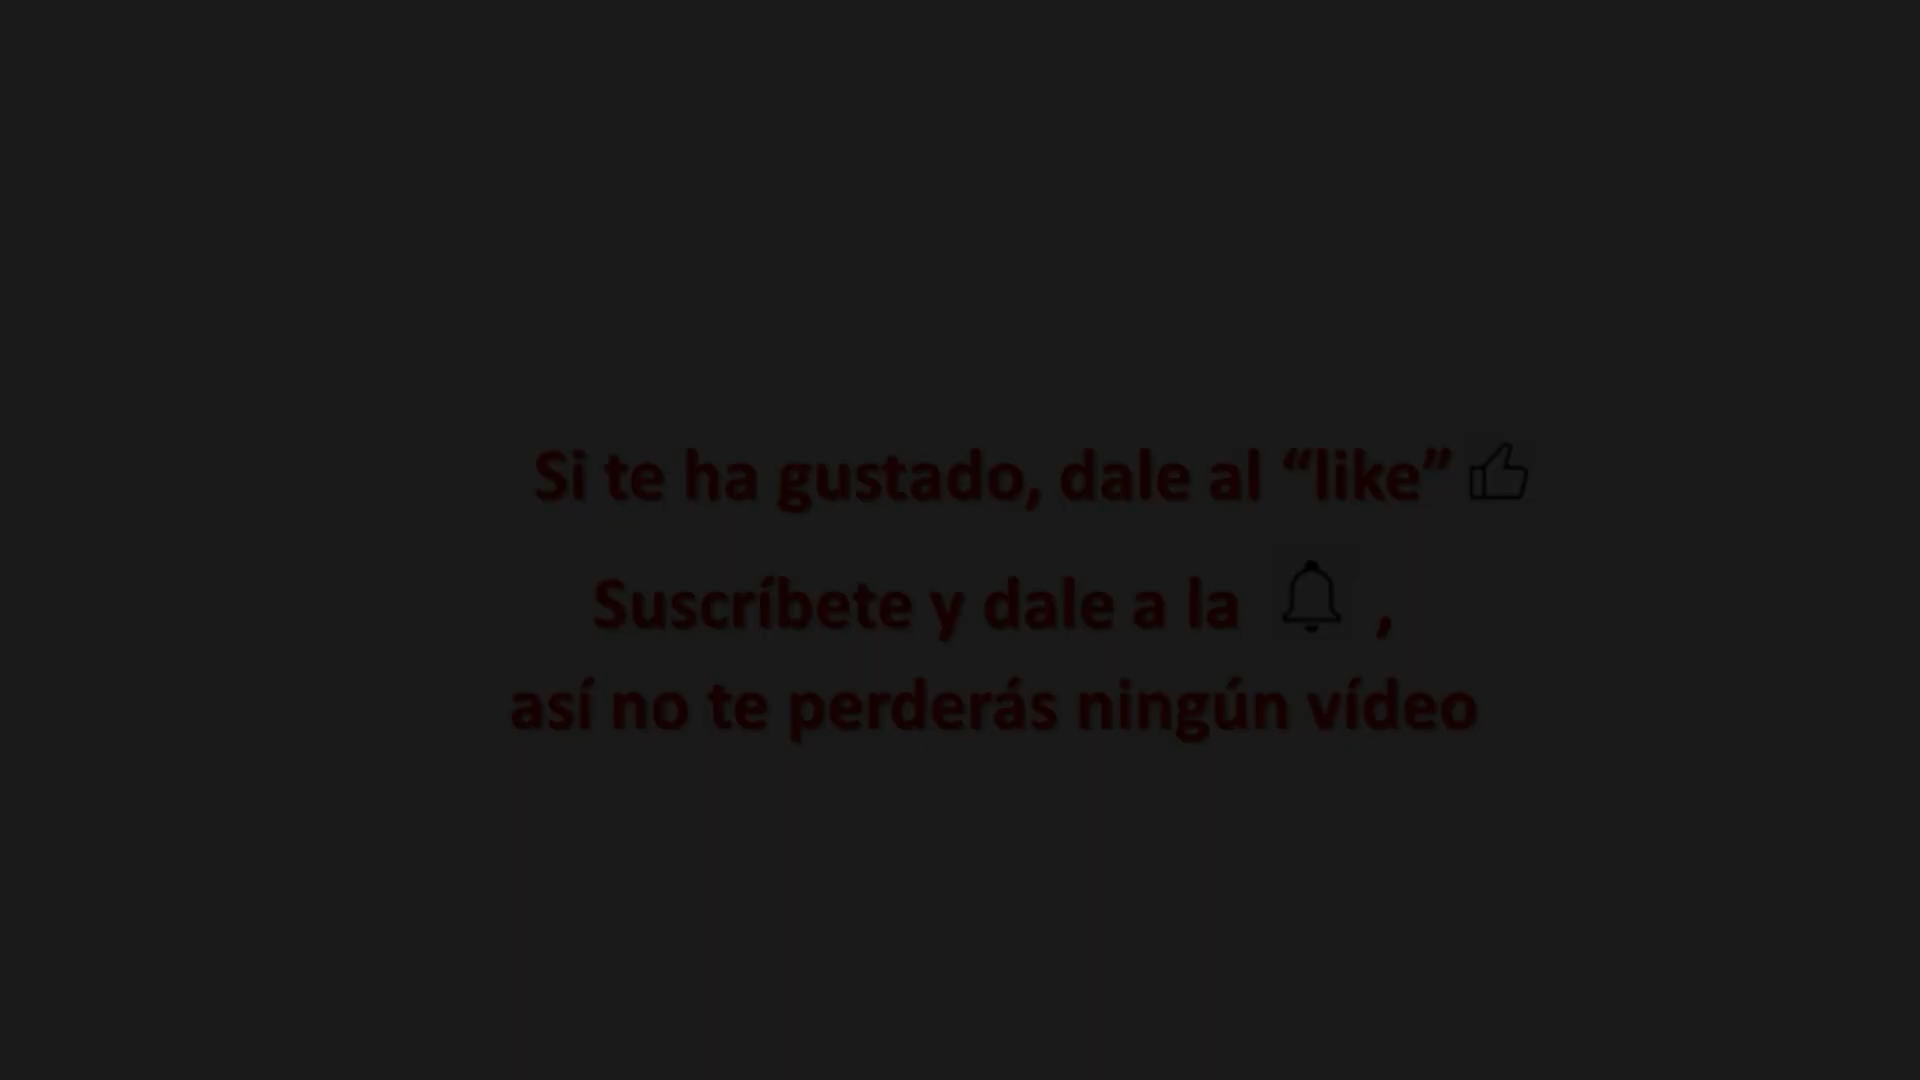 Si te ha gustado, dale al “like”
Suscríbete y dale a la ,
así no te perderás ningún vídeo